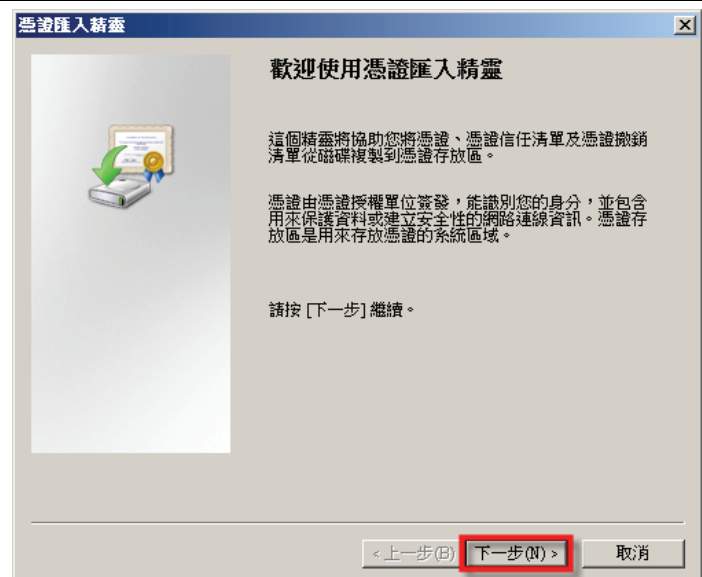 憑證匯入精靈
歡迎使用憑證匯入精靈
這個精靈將協助您將憑證、憑證信任清單及憑證撤銷
清單從磁碟複製到憑證存放區。
憑證由憑證授權單位簽發，能識別您的身分，並包含
用來保護資料或建立安全性的網路連線資訊。憑證存
放區是用來存放憑證的系統區域。
請按 [下一步] 繼續。
< 上一步(B) 下一步(N) > 取消